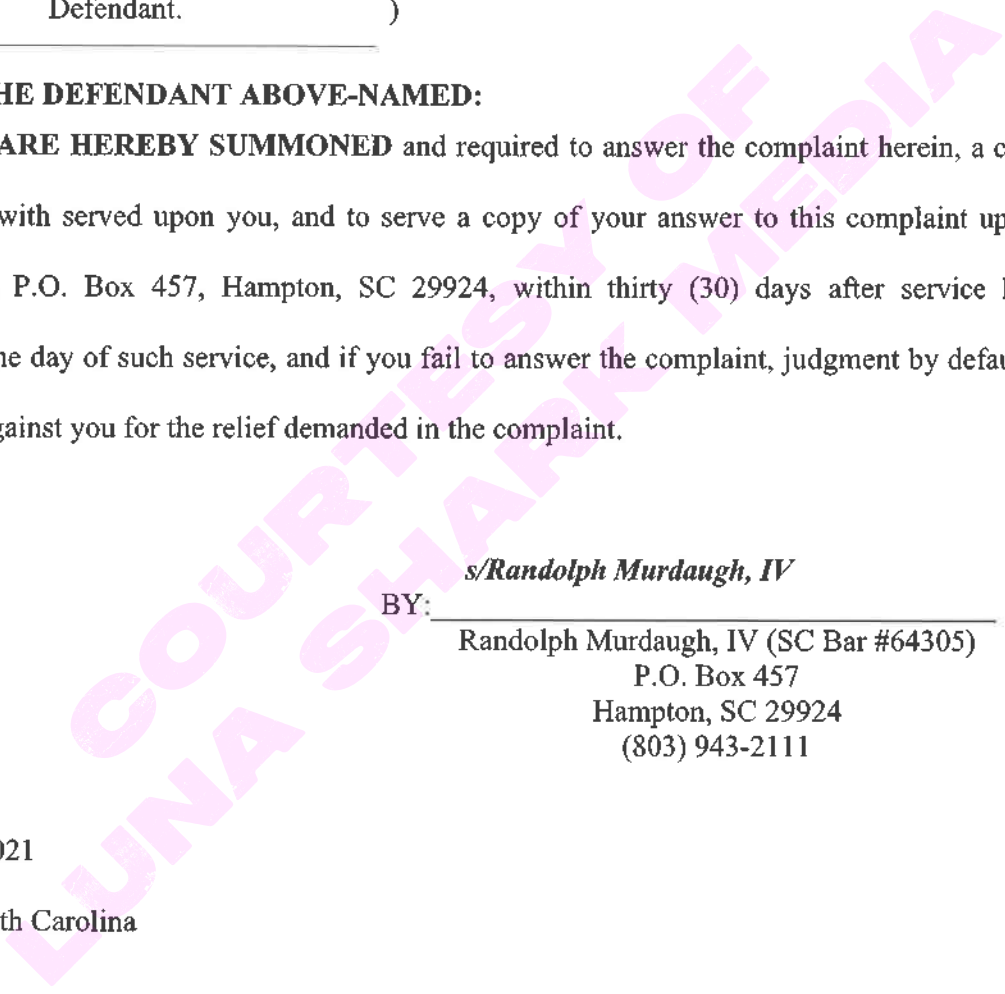 Defendant. )
HE DEFENDANT ABOVE-NAMED:
ARE HEREBY SUMMONED and required to answer the complaint herein, a c
with served upon you, and to serve a copy of your answer to this complaint up
P.O. Box 457, Hampton, SC 29924, within thirty (30) days after service
he day of such service, and if you fail to answer the complaint, judgment by defau
gainst you for the relief demanded in the complaint.
s/Randolph Murdaugh, IV
BY:
Randolph Murdaugh, IV (SC Bar #64305)
P.O. Box 457
Hampton, SC 29924
(803) 943-2111
021
th Carolina
COURTESY OF
LUNA SHARK MEDIA